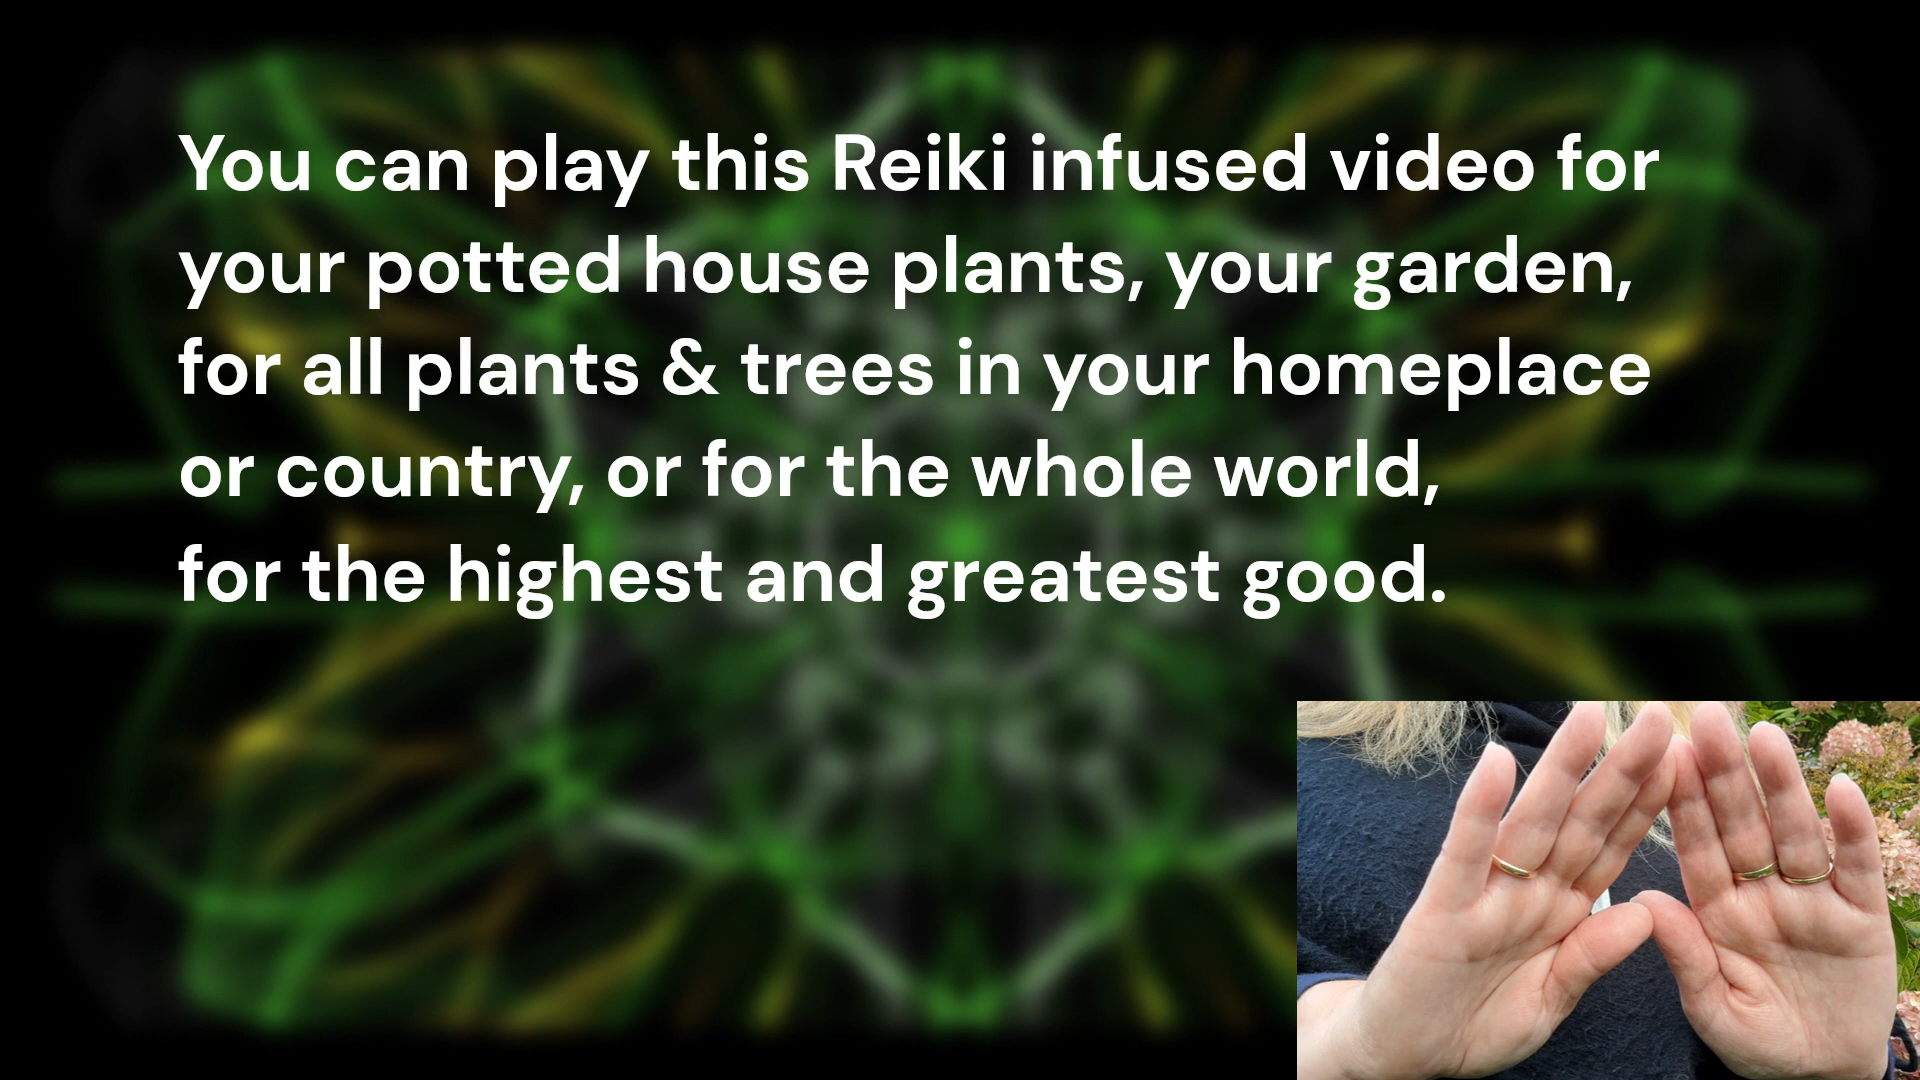 You can play this Reiki infused video for
your potted house plants, your garden,
for all plants & trees in your homeplace
or country, or for the whole world,
for the highest and greatest good.